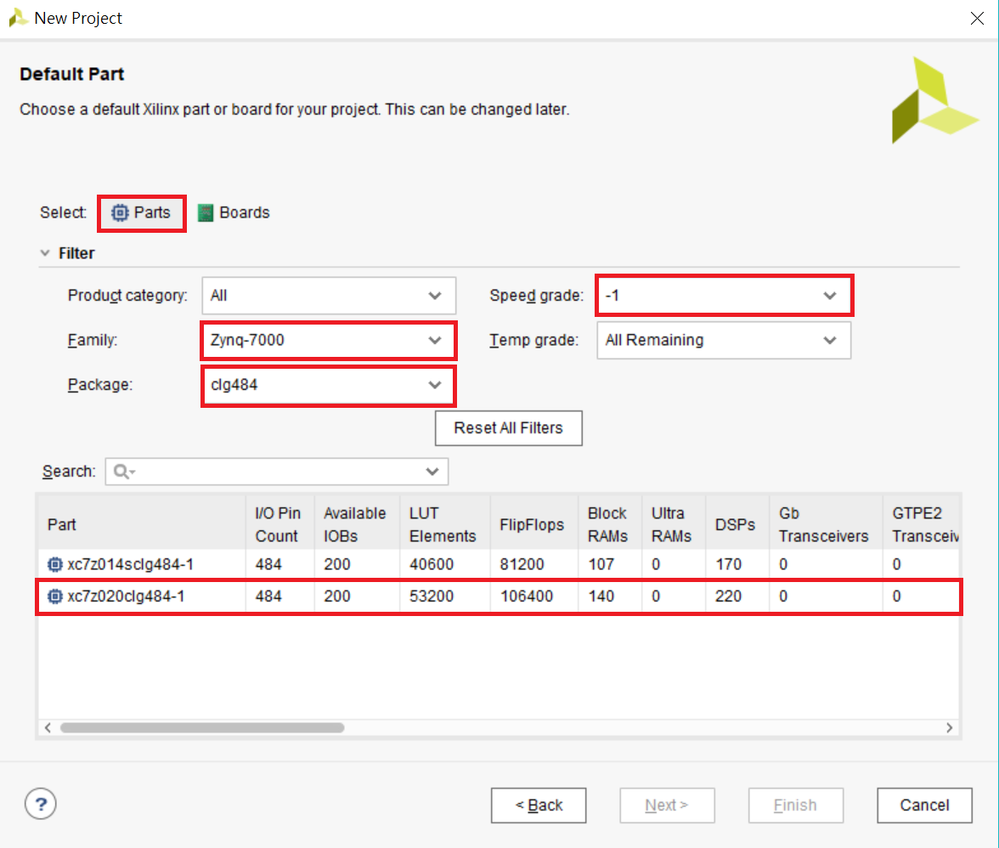 New Project
Default Part
Choose a default Xilinx part or board for your project. This can be changed later.
Select: Parts Boards
Filter
Product category: All Speed grade: -1
Family: Zynq-7000 Temp grade: All Remaining
Package: clg484
Reset All Filters
Search:
Part I/O Pin Count Available IOBs LUT Elements FlipFlops Block RAMs Ultra RAMs DSPs Gb Transceivers GTPE2 Transceiv
xc7z014sclg484-1 484 200 40600 81200 107 0 170 0 0
xc7z020clg484-1 484 200 53200 106400 140 0 220 0 0
? < Back Next > Finish Cancel